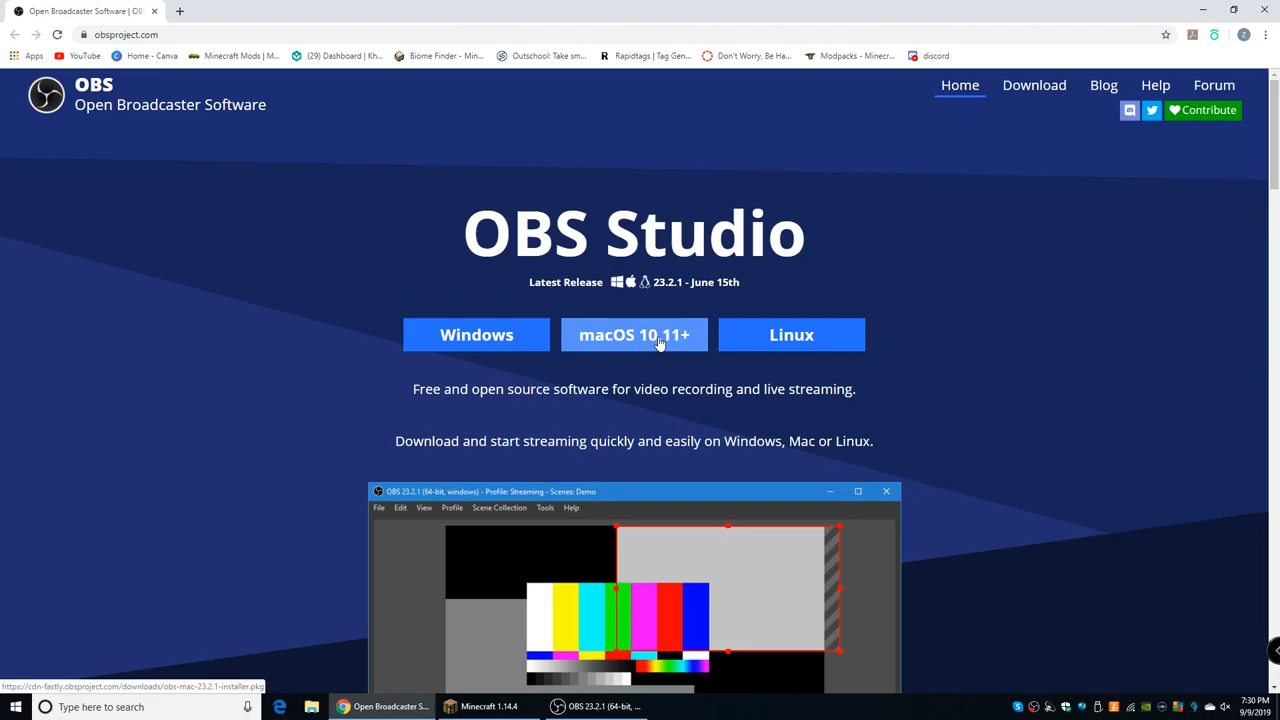 Open Broadcaster Software | OBS
obsproject.com
Z
Apps
YouTube
Home - Canva
Minecraft Mods | M...
(29) Dashboard | Kh...
Biome Finder - Min...
Outschool: Take sm...
R
Rapidtags | Tag Gen...
Don't Worry, Be Ha...
Modpacks - Minecr...
discord
OBS
Open Broadcaster Software
Home
Download
Blog
Help
Forum
Contribute
OBS Studio
Latest Release 23.2.1 - June 15th
Windows
macOS 10.11+
Linux
Free and open source software for video recording and live streaming.
Download and start streaming quickly and easily on Windows, Mac or Linux.
OBS 23.2.1 (64-bit, windows) - Profile: Streaming - Scenes: Demo
File Edit View Profile Scene Collection Tools Help
https://cdn-fastly.obsproject.com/downloads/obs-mac-23.2.1-installer.pkg
Type here to search
Open Broadcaster S...
Minecraft 1.14.4
OBS 23.2.1 (64-bit, ...
7:30 PM
9/9/2019